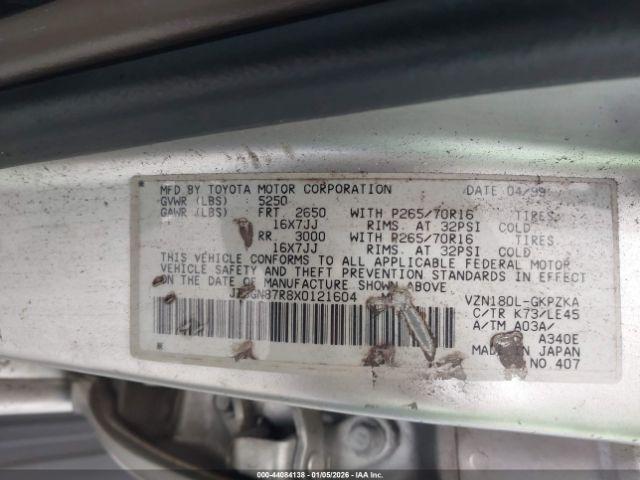 MFD BY TOYOTA MOTOR CORPORATION DATE 04/99
GVWR (LBS) 5250
GAWR (LBS) FRT 2650 WITH P265/70R16 TIRES
16X7JJ RIMS. AT 32PSI COLD
RR 3000 WITH P265/70R16 TIRES
16X7JJ RIMS. AT 32PSI COLD
THIS VEHICLE CONFORMS TO ALL APPLICABLE FEDERAL MOTOR
VEHICLE SAFETY AND THEFT PREVENTION STANDARDS IN EFFECT
ON THE DATE OF MANUFACTURE SHOWN ABOVE.
VZN180L-GKPZKA
C/TR K73/LE45
A/TM A03A/
A340E
MADE IN JAPAN
NO 407
000-44084138 - 01/05/2026 - IAA Inc.